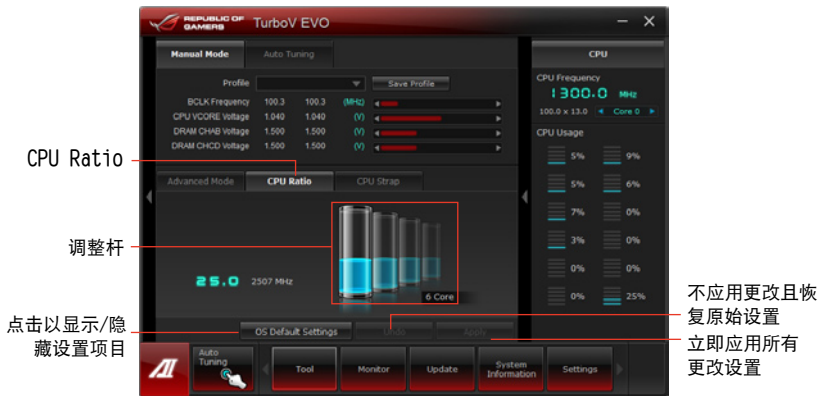 REPUBLIC OF
GAMERS
TurboV EVO
Manual Mode
Auto Tuning
Profile
Save Profile
BCLK Frequency 100.3 100.3 (MHz)
CPU VCORE Voltage 1.040 1.040 (V)
DRAM CHAB Voltage 1.500 1.500 (V)
DRAM CHCD Voltage 1.500 1.500 (V)
CPU Ratio
Advanced Mode
CPU Ratio
CPU Strap
调整杆
25.0 2507 MHz
6 Core
点击以显示/隐
藏设置项目
OS Default Settings
Undo
Apply
Auto
Tuning
Tool
Monitor
Update
System
Information
Settings
CPU
CPU Frequency
1300.0 MHz
100.0 x 13.0 Core 0
CPU Usage
5% 9%
5% 6%
7% 0%
3% 0%
0% 0%
0% 25%
不应用更改且恢
复原始设置
立即应用所有
更改设置